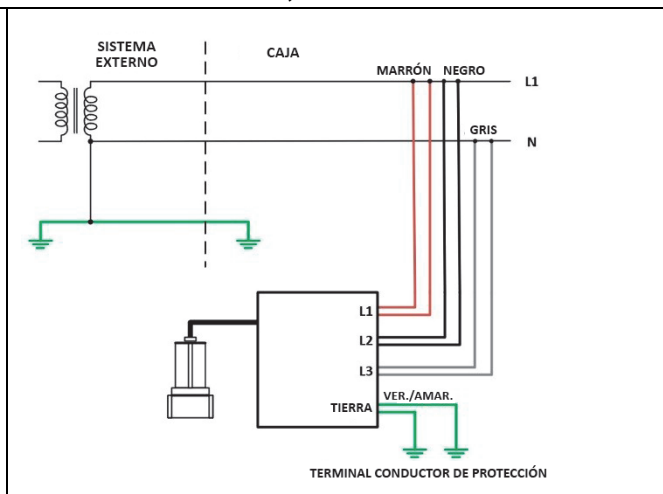 SISTEMA
EXTERNO
CAJA
MARRÓN
NEGRO
L1
GRIS
N
L1
L2
L3
VER./AMAR.
TIERRA
TERMINAL CONDUCTOR DE PROTECCIÓN